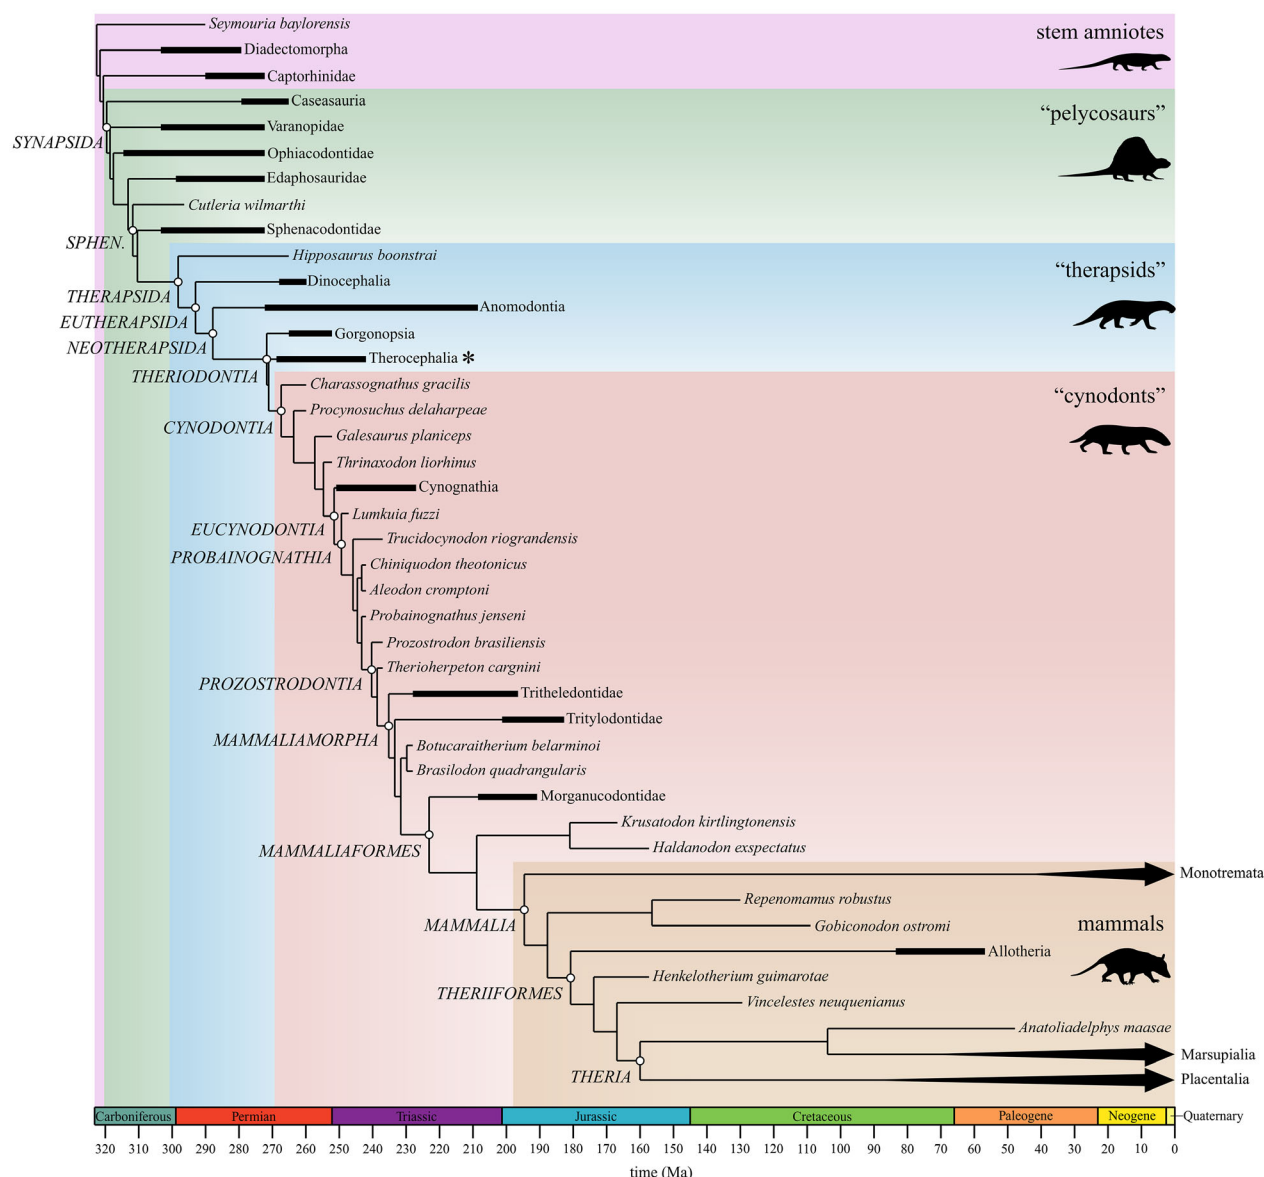 Seymouria baylorensis
stem amniotes
Diadectomorpha
Captorhinidae
Caseasauria
"pelycosaurs"
Varanopidae
SYNAPSIDA
Ophiacodontidae
Edaphosauridae
Cutleria wilmarthi
Sphenacodontidae
SPHEN.
Hipposaurus boonstrai
"therapsids"
Dinocephalia
THERAPSIDA
Anomodontia
EUTHERAPSIDA
Gorgonopsia
NEOTHERAPSIDA
Therocephalia *
THERIODONTIA
Charassognathus gracilis
"cynodonts"
Procynosuchus delaharpeae
CYNODONTIA
Galesaurus planiceps
Thrinaxodon liorhinus
Cynognathia
Lumkuia fuzzi
EUCYNODONTIA
Trucidocynodon riograndensis
PROBAINOGNATHIA
Chiniquodon theotonicus
Aleodon cromptoni
Probainognathus jenseni
Prozostrodon brasiliensis
Therioherpeton cargnini
PROZOSTRODONTIA
Tritheledontidae
Tritylodontidae
MAMMALIAMORPHA
Botucaraitherium belarminoi
Brasilodon quadrangularis
Morganucodontidae
Krusatodon kirtlingtonensis
Haldanodon exspectatus
MAMMALIAFORMES
Monotremata
Repenomamus robustus
Gobiconodon ostromi
MAMMALIA
mammals
Allotheria
Henkelotherium guimarotae
THERIIFORMES
Vincelestes neuquenianus
Anatoliadelphys maasae
Marsupialia
THERIA
Placentalia
Carboniferous Permian Triassic Jurassic Cretaceous Paleogene Neogene Quaternary
320 310 300 290 280 270 260 250 240 230 220 210 200 190 180 170 160 150 140 130 120 110 100 90 80 70 60 50 40 30 20 10 0
time (Ma)